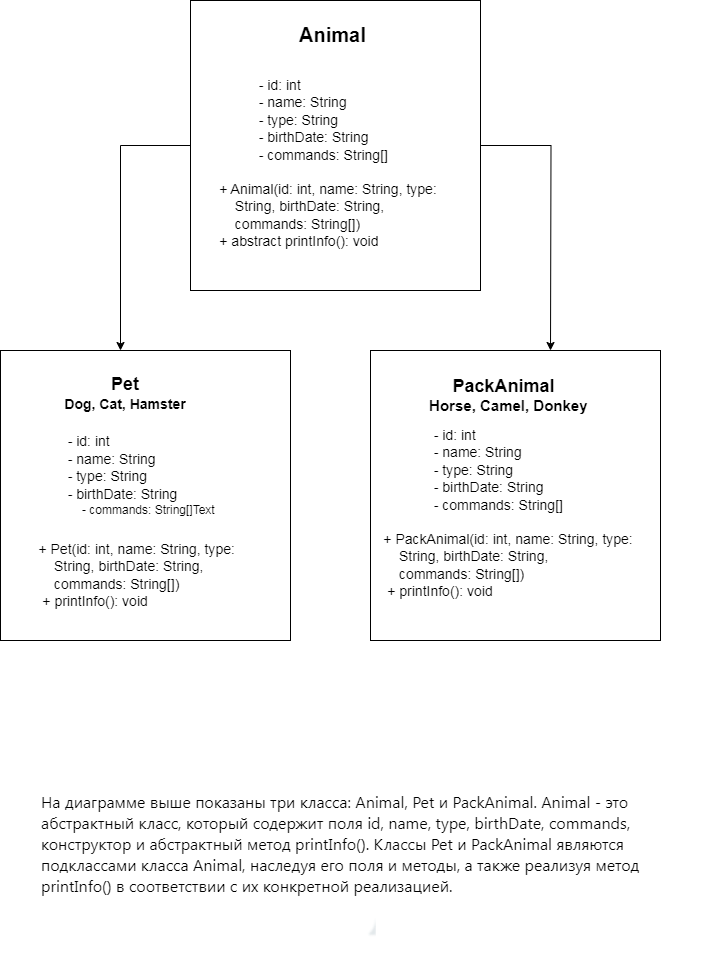 Animal
- id: int
- name: String
- type: String
- birthDate: String
- commands: String[]
+ Animal(id: int, name: String, type:
String, birthDate: String,
commands: String[])
+ abstract printInfo(): void
Pet
Dog, Cat, Hamster
- id: int
- name: String
- type: String
- birthDate: String
- commands: String[]Text
+ Pet(id: int, name: String, type:
String, birthDate: String,
commands: String[])
+ printInfo(): void
PackAnimal
Horse, Camel, Donkey
- id: int
- name: String
- type: String
- birthDate: String
- commands: String[]
+ PackAnimal(id: int, name: String, type:
String, birthDate: String,
commands: String[])
+ printInfo(): void
На диаграмме выше показаны три класса: Animal, Pet и PackAnimal. Animal - это
абстрактный класс, который содержит поля id, name, type, birthDate, commands,
конструктор и абстрактный метод printInfo(). Классы Pet и PackAnimal являются
подклассами класса Animal, наследуя его поля и методы, а также реализуя метод
printInfo() в соответствии с их конкретной реализацией.